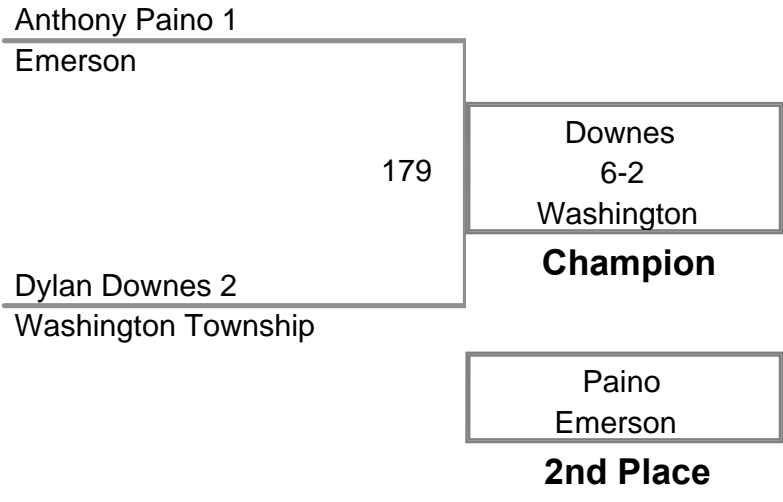 Anthony Paino 1
Emerson
179
Downes
6-2
Washington
Champion
Dylan Downes 2
Washington Township
Paino
Emerson
2nd Place